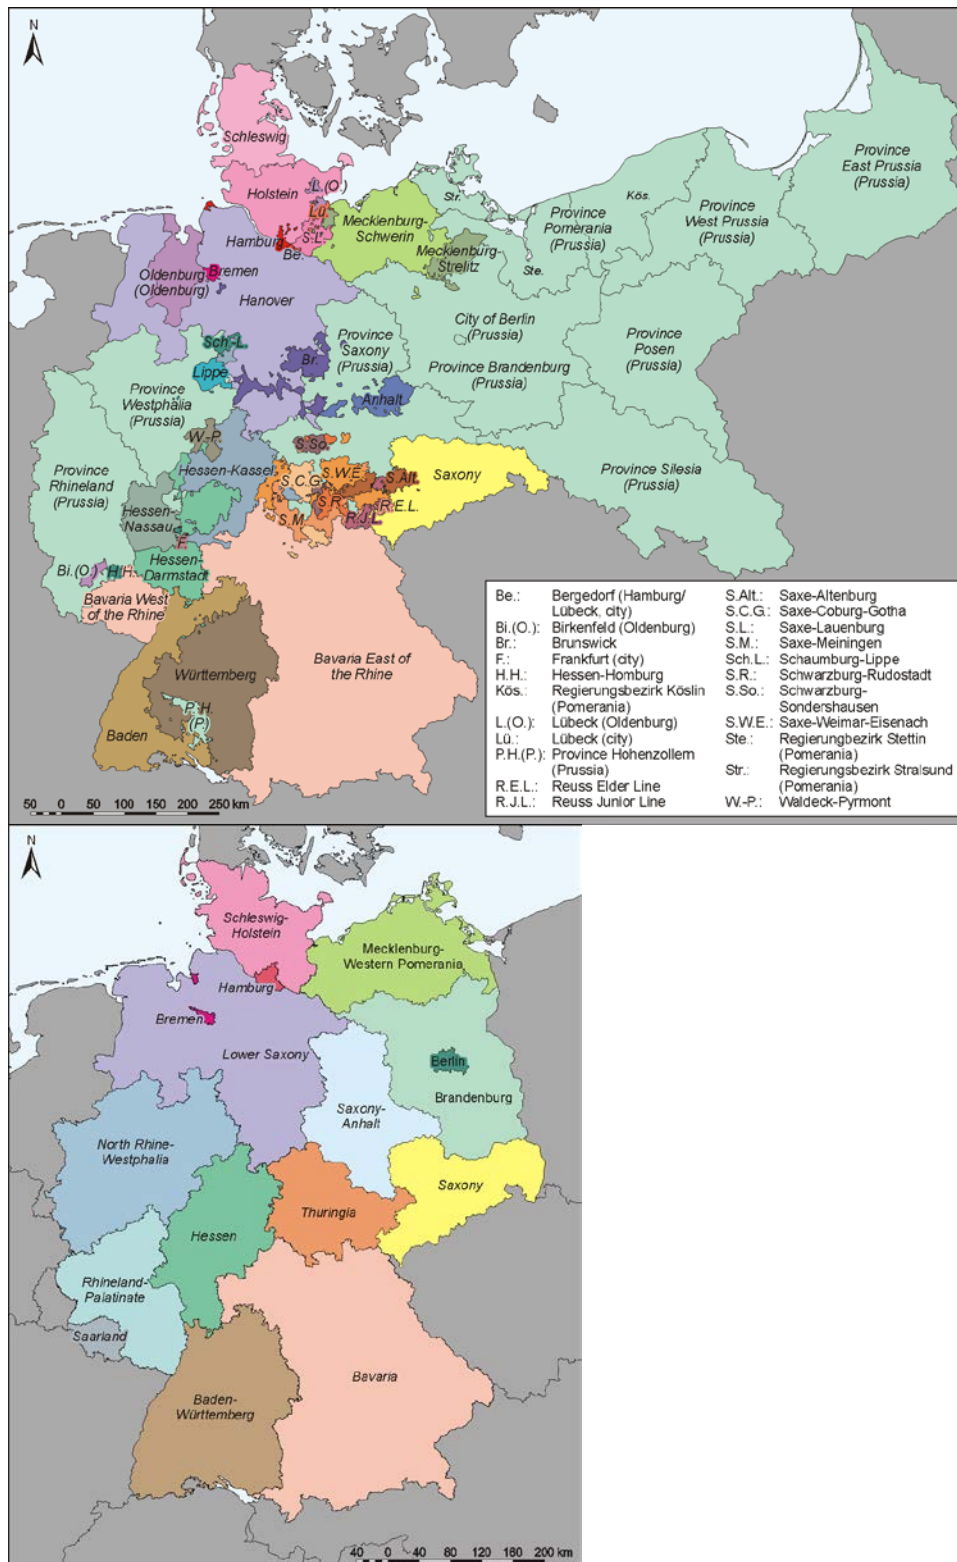 N
Schleswig
Holstein
L.(O.)
Lü.
S.L.
Hamburg
Be.
Mecklenburg-
Schwerin
Mecklenburg-
Strelitz
Str.
Kös.
Ste.
Province
Pomerania
(Prussia)
Province
West Prussia
(Prussia)
Province
East Prussia
(Prussia)
Oldenburg
(Oldenburg)
Bremen
Hanover
Sch.-L.
Lippe
Br.
Province
Saxony
(Prussia)
City of Berlin
(Prussia)
Province Brandenburg
(Prussia)
Province
Posen
(Prussia)
Province
Westphalia
(Prussia)
Anhalt
W.-P.
S.So.
Hessen-Kassel
S.W.E.
S.C.G.
S.Alt.
Saxony
Province Silesia
(Prussia)
Province
Rhineland
(Prussia)
Hessen-
Nassau
S.R.
R.E.L.
R.J.L.
S.M.
F.
Hessen-
Darmstadt
Bi.(O.)
H.H.
Bavaria West
of the Rhine
Württemberg
Bavaria East of
the Rhine
P.H.
(P.)
Baden
Be.: Bergedorf (Hamburg/
Lübeck, city)
Bi.(O.): Birkenfeld (Oldenburg)
Br.: Brunswick
F.: Frankfurt (city)
H.H.: Hessen-Homburg
Kös.: Regierungsbezirk Köslin
(Pomerania)
L.(O.): Lübeck (Oldenburg)
Lü.: Lübeck (city)
P.H.(P.): Province Hohenzollern
(Prussia)
R.E.L.: Reuss Elder Line
R.J.L.: Reuss Junior Line
S.Alt.: Saxe-Altenburg
S.C.G.: Saxe-Coburg-Gotha
S.L.: Saxe-Lauenburg
S.M.: Saxe-Meiningen
Sch.L.: Schaumburg-Lippe
S.R.: Schwarzburg-Rudostadt
S.So.: Schwarzburg-
Sondershausen
S.W.E.: Saxe-Weimar-Eisenach
Ste.: Regierungbezirk Stettin
(Pomerania)
Str.: Regierungsbezirk Stralsund
(Pomerania)
W.-P.: Waldeck-Pyrmont
50 0 50 100 150 200 250 km
N
Schleswig-
Holstein
Mecklenburg-
Western Pomerania
Hamburg
Bremen
Lower Saxony
Berlin
Brandenburg
Saxony-
Anhalt
North Rhine-
Westphalia
Saxony
Thuringia
Hessen
Rhineland-
Palatinate
Saarland
Bavaria
Baden-
Württemberg
40 0 40 80 120 160 200 km